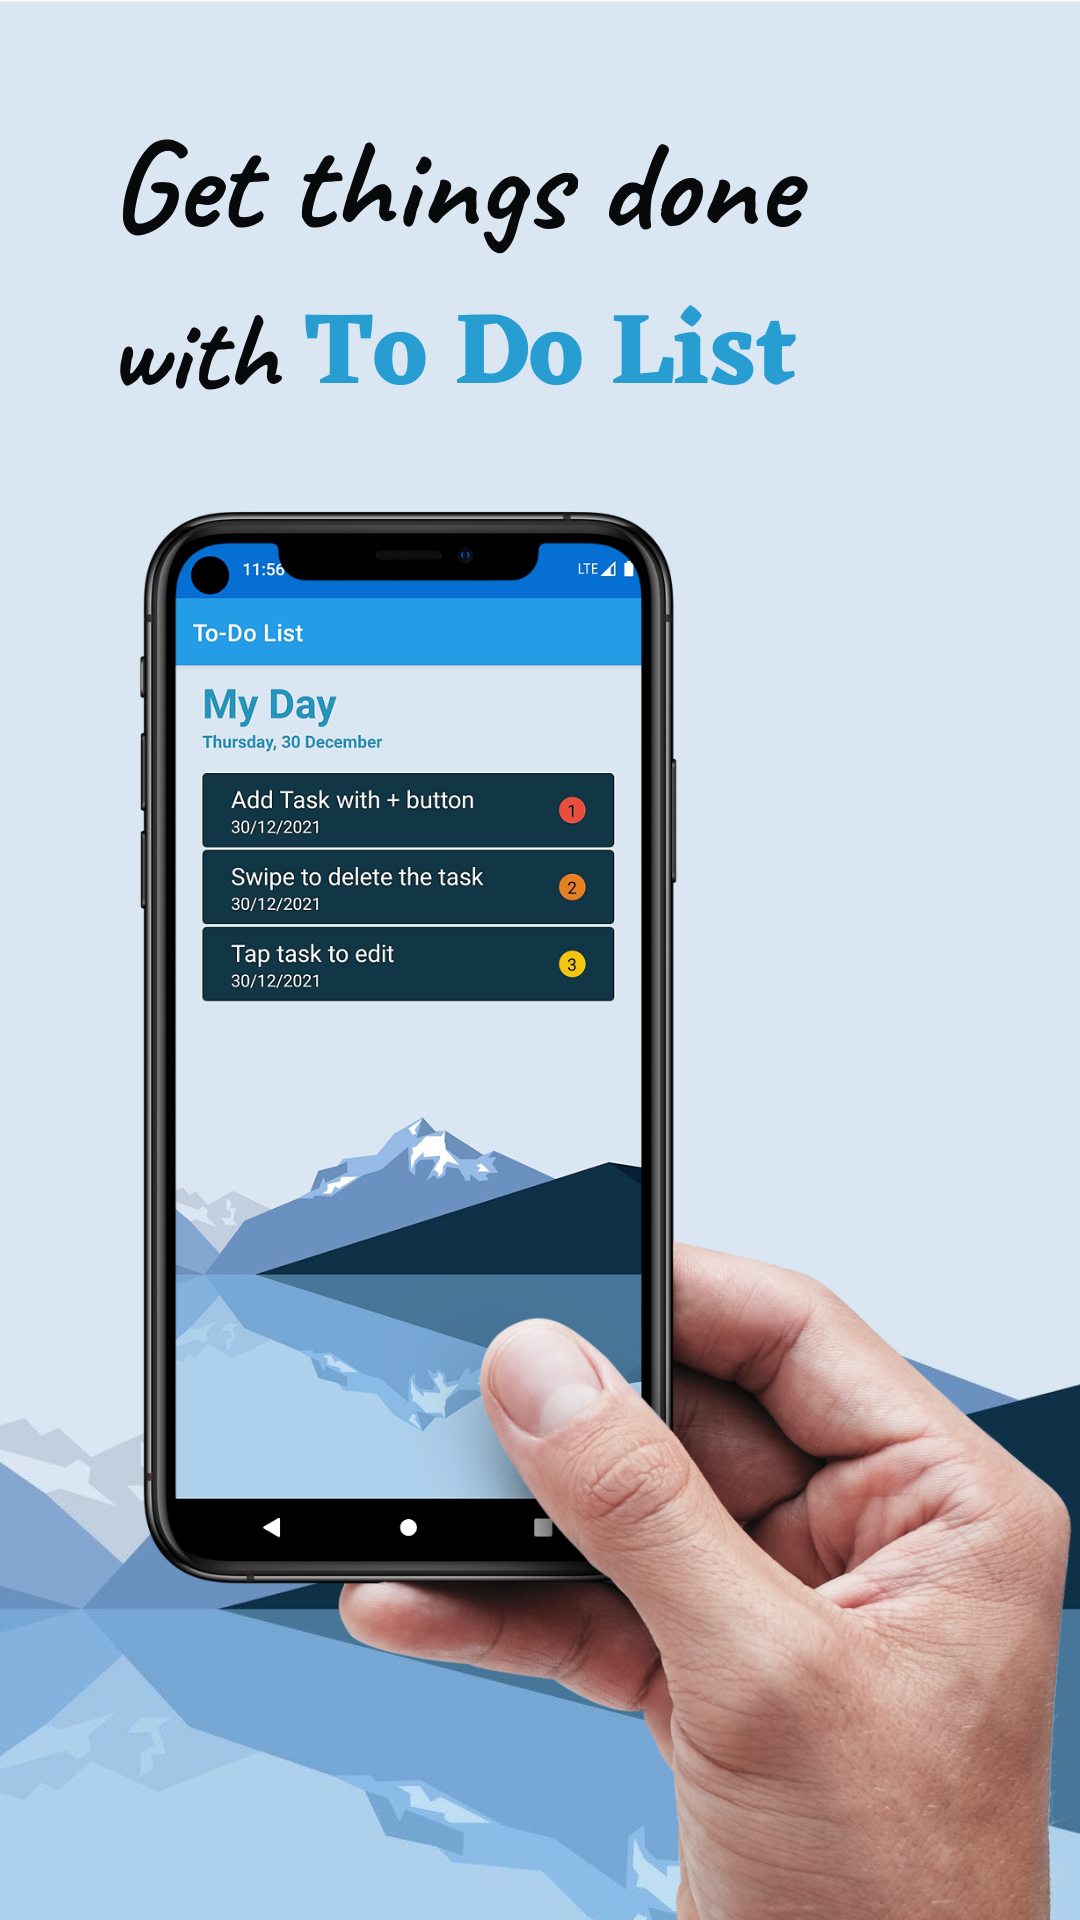 Get things done
with To Do List
11:56
LTE
To-Do List
My Day
Thursday, 30 December
Add Task with + button
30/12/2021
1
Swipe to delete the task
30/12/2021
2
Tap task to edit
30/12/2021
3